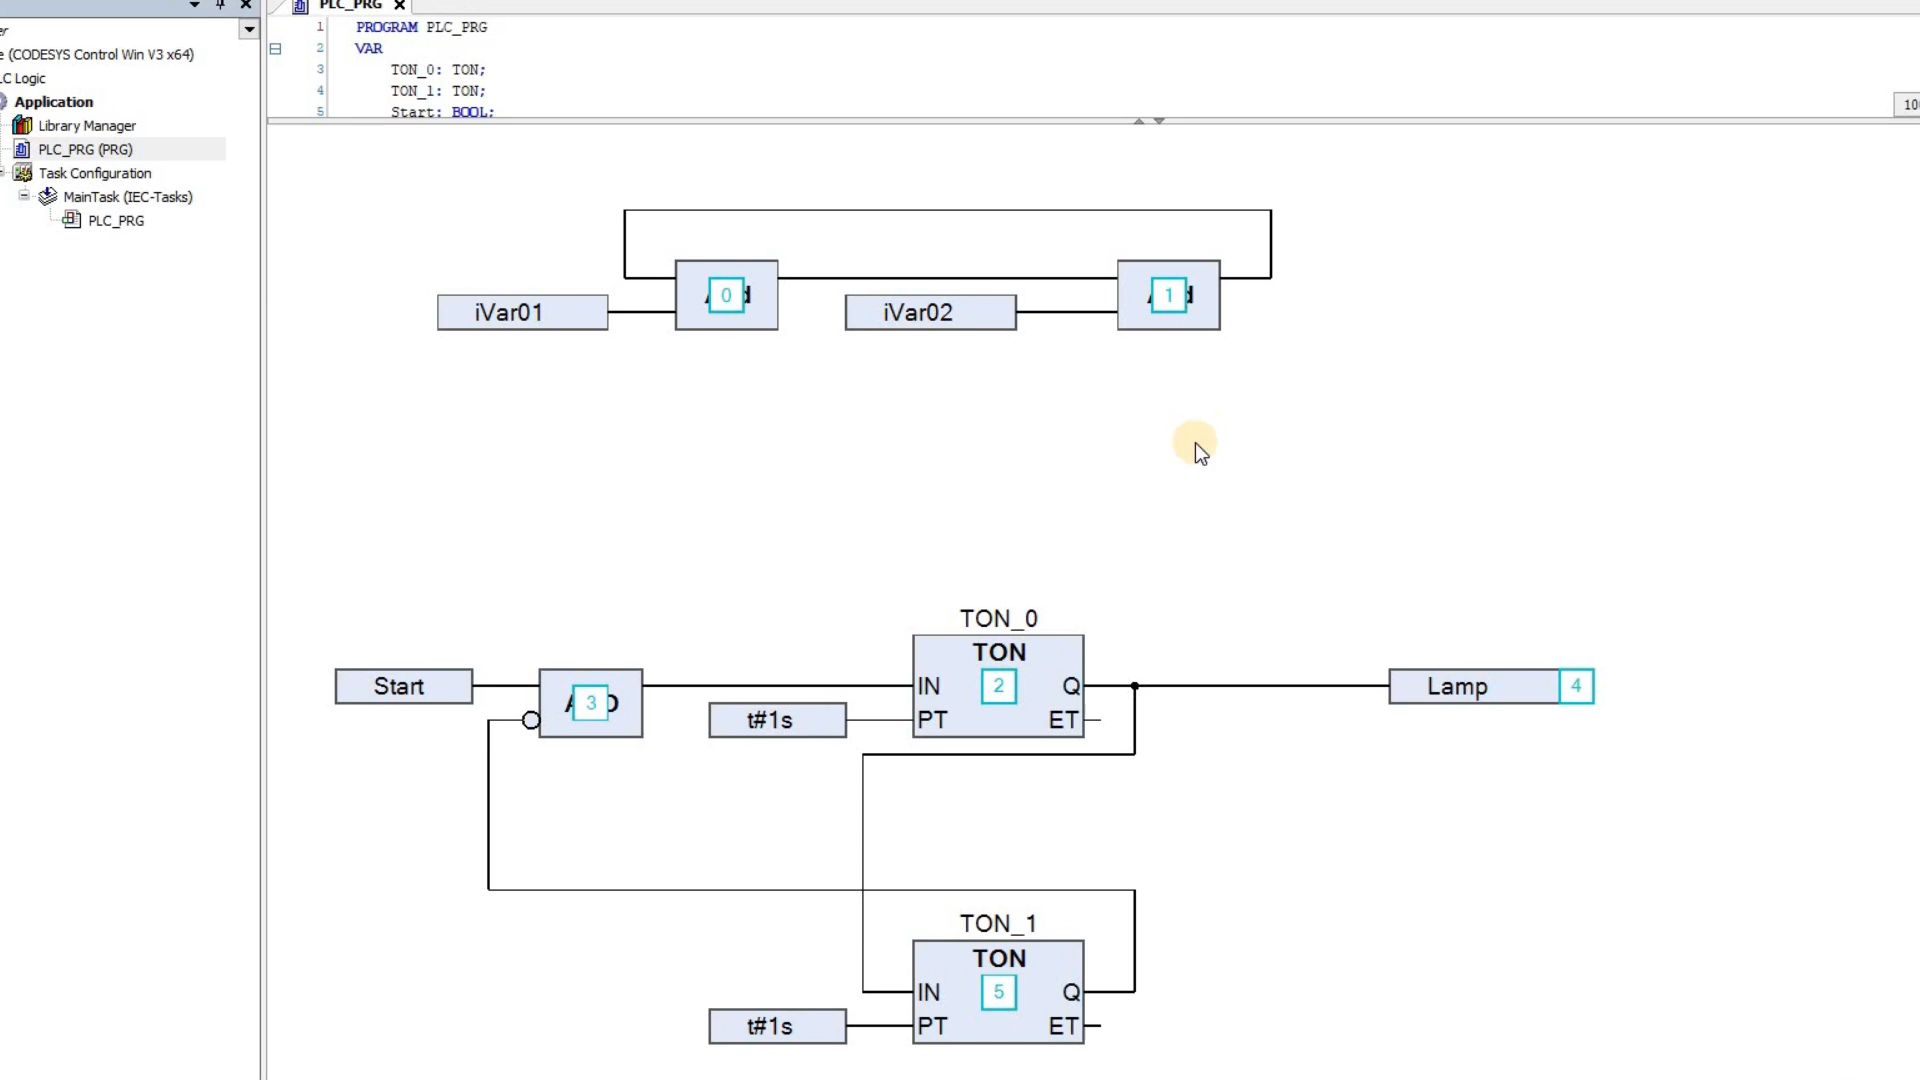 PLC_PRG
1 PROGRAM PLC_PRG
2 VAR
3 TON_0: TON;
4 TON_1: TON;
5 Start: BOOL;
(CODESYS Control Win V3 x64)
Logic
Application
Library Manager
PLC_PRG (PRG)
Task Configuration
MainTask (IEC-Tasks)
PLC_PRG
iVar01
0
iVar02
1
TON_0
TON
Start
3
IN
2
Q
Lamp
4
t#1s
PT
ET
TON_1
TON
IN
5
Q
t#1s
PT
ET